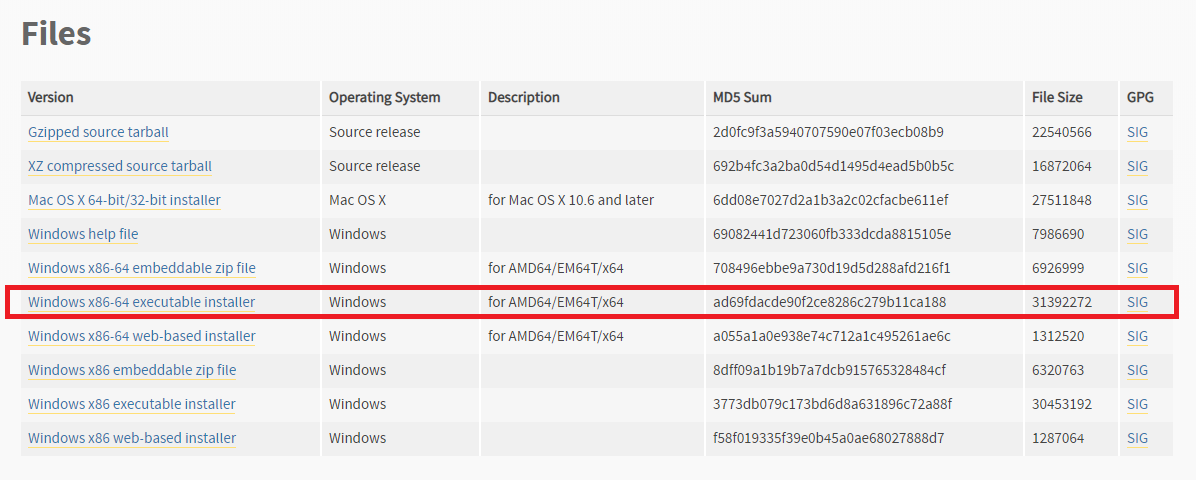 Files
Version Operating System Description MD5 Sum File Size GPG
Gzipped source tarball Source release 2d0fc9f3a5940707590e07f03ecb08b9 22540566 SIG
XZ compressed source tarball Source release 692b4fc3a2ba0d54d1495d4ead5b0b5c 16872064 SIG
Mac OS X 64-bit/32-bit installer Mac OS X for Mac OS X 10.6 and later 6dd08e7027d2a1b3a2c02cfacbe611ef 27511848 SIG
Windows help file Windows 69082441d723060fb333dcda8815105e 7986690 SIG
Windows x86-64 embeddable zip file Windows for AMD64/EM64T/x64 708496ebbe9a730d19d5d288afd216f1 6926999 SIG
Windows x86-64 executable installer Windows for AMD64/EM64T/x64 ad69fdacde90f2ce8286c279b11ca188 31392272 SIG
Windows x86-64 web-based installer Windows for AMD64/EM64T/x64 a055a1a0e938e74c712a1c495261ae6c 1312520 SIG
Windows x86 embeddable zip file Windows 8dff09a1b19b7a7dcb915765328484cf 6320763 SIG
Windows x86 executable installer Windows 3773db079c173bd6d8a631896c72a88f 30453192 SIG
Windows x86 web-based installer Windows f58f019335f39e0b45a0ae68027888d7 1287064 SIG